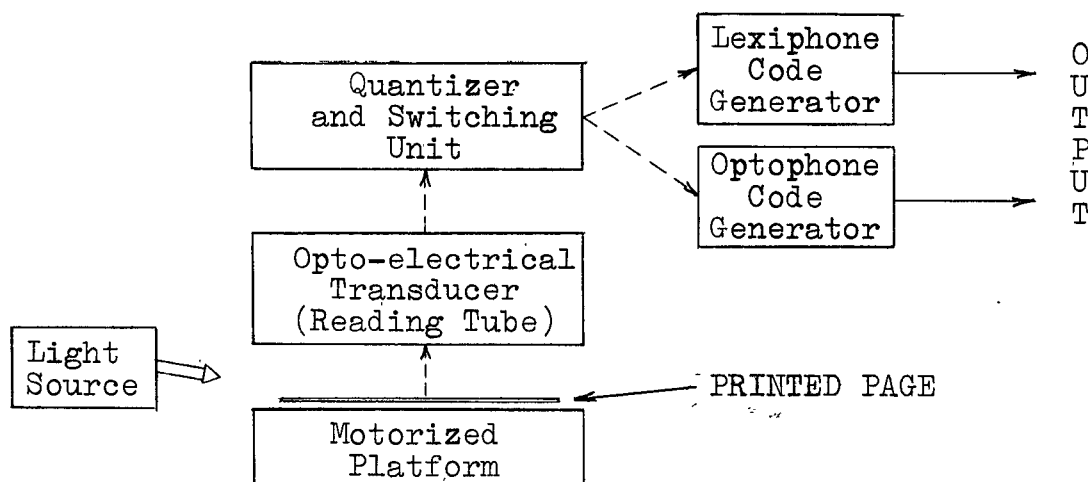 Lexiphone
Code
Generator
Quantizer
and Switching
Unit
Optophone
Code
Generator
OUTPUT
Opto-electrical
Transducer
(Reading Tube)
Light
Source
PRINTED PAGE
Motorized
Platform